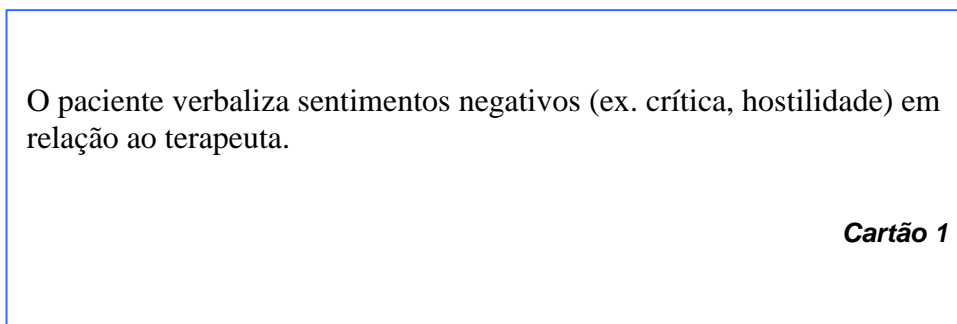 O paciente verbaliza sentimentos negativos (ex. crítica, hostilidade) em
relação ao terapeuta.
Cartão 1